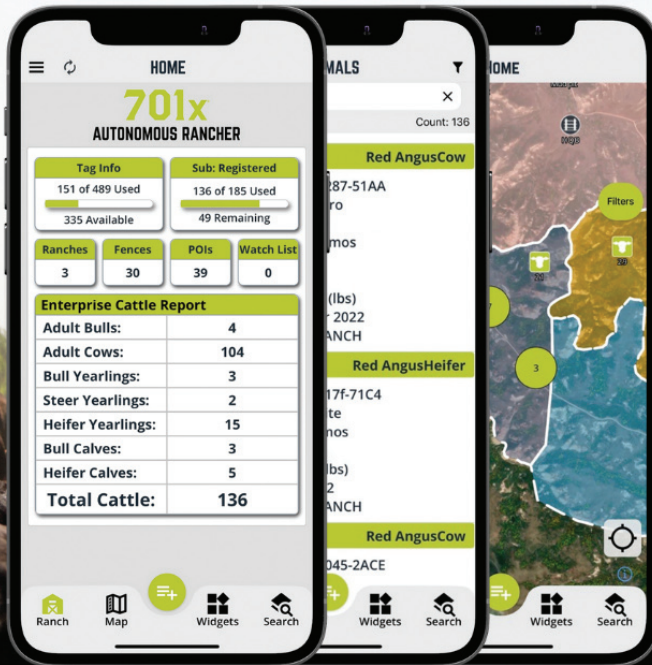 HOME
701x
AUTONOMOUS RANCHER
Tag Info
151 of 489 Used
335 Available
Sub: Registered
136 of 185 Used
49 Remaining
Ranches
3
Fences
30
POIs
39
Watch List
0
Enterprise Cattle Report
Adult Bulls: 4
Adult Cows: 104
Bull Yearlings: 3
Steer Yearlings: 2
Heifer Yearlings: 15
Bull Calves: 3
Heifer Calves: 5
Total Cattle: 136
Ranch
Map
Widgets
Search
MALS
Count: 136
Red AngusCow
287-51AA
ro
mos
(lbs)
r 2022
ANCH
Red AngusHeifer
17f-71C4
te
mos
lbs)
2
ANCH
Red AngusCow
045-2ACE
Widgets
Search
HOME
HQB
Filters
29
7
3
Widgets
Search